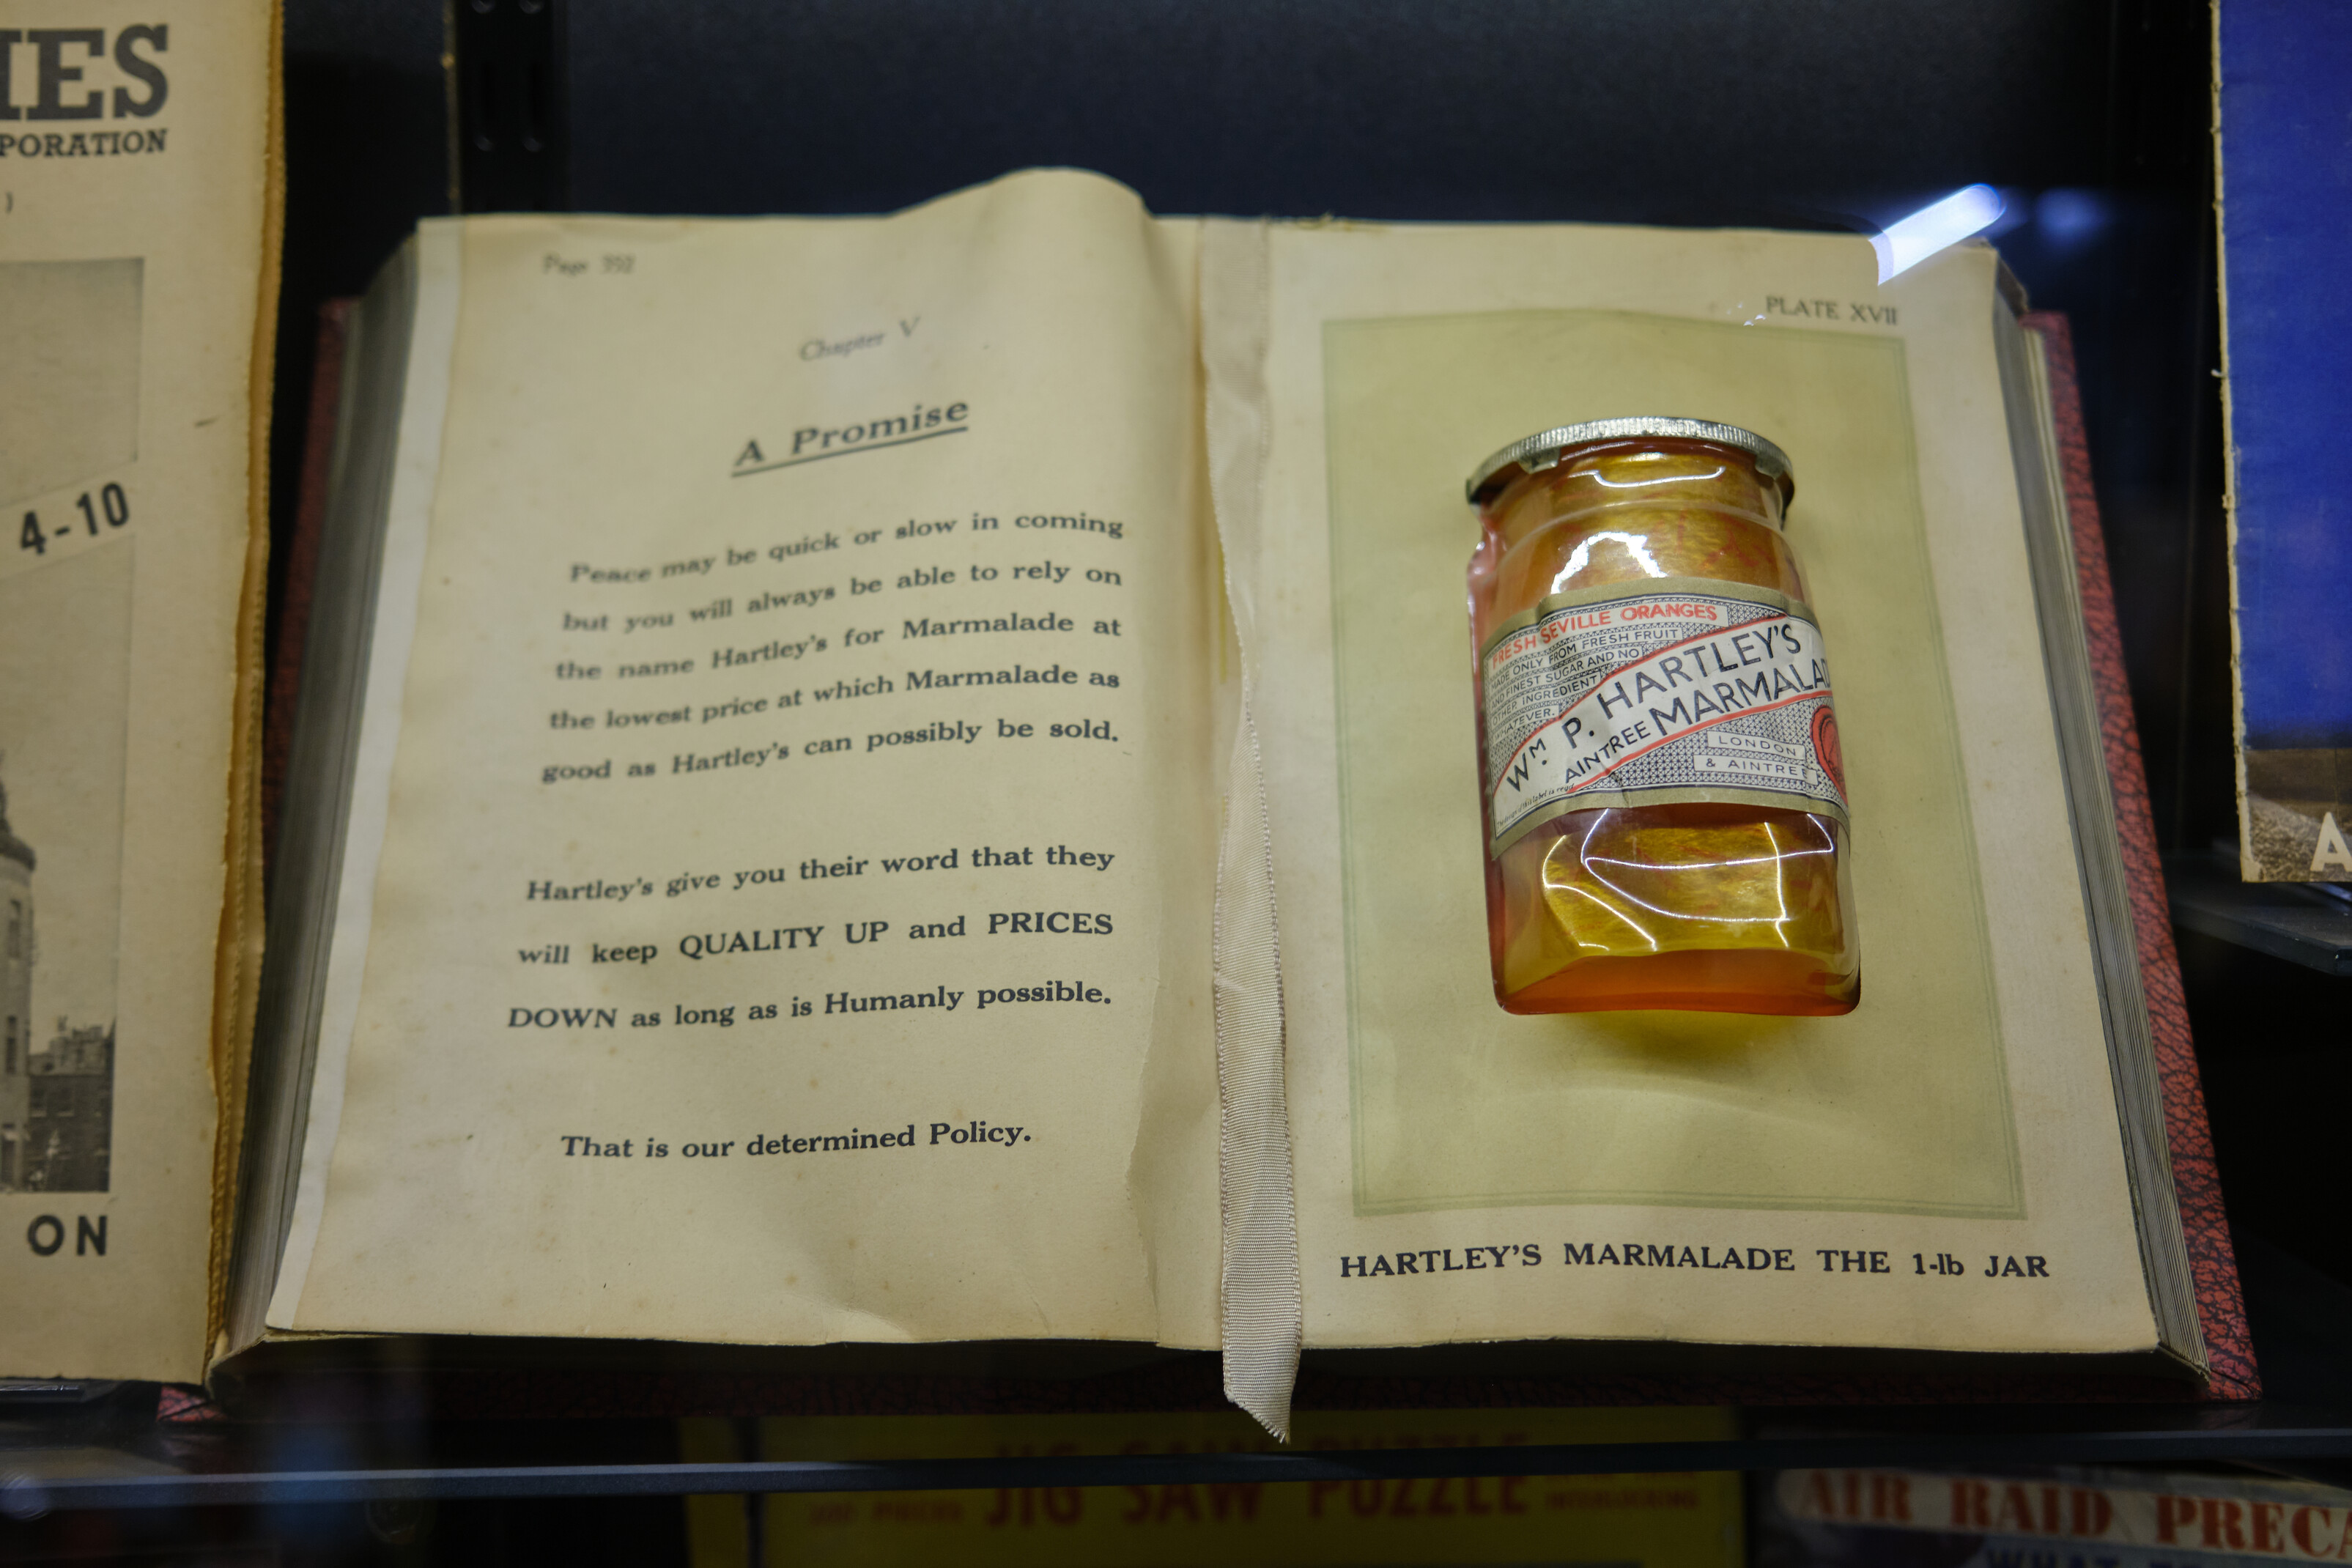 IES
PORATION
)
4-10
ON
Page 392
Chapter V
A Promise
Peace may be quick or slow in coming
but you will always be able to rely on
the name Hartley's for Marmalade at
the lowest price at which Marmalade as
good as Hartley's can possibly be sold.
Hartley's give you their word that they
will keep QUALITY UP and PRICES
DOWN as long as is Humanly possible.
That is our determined Policy.
PLATE XVII
FRESH SEVILLE ORANGES
MADE ONLY FROM FRESH FRUIT
AND FINEST SUGAR AND NO
OTHER INGREDIENT
WHATEVER.
WM. P. HARTLEY'S
AINTREE MARMALAD
LONDON
& AINTREE
HARTLEY'S MARMALADE THE 1-lb JAR
A
JIG SAW PUZZLE
INTERLOCKING
AIR RAID PRECA
WHAT